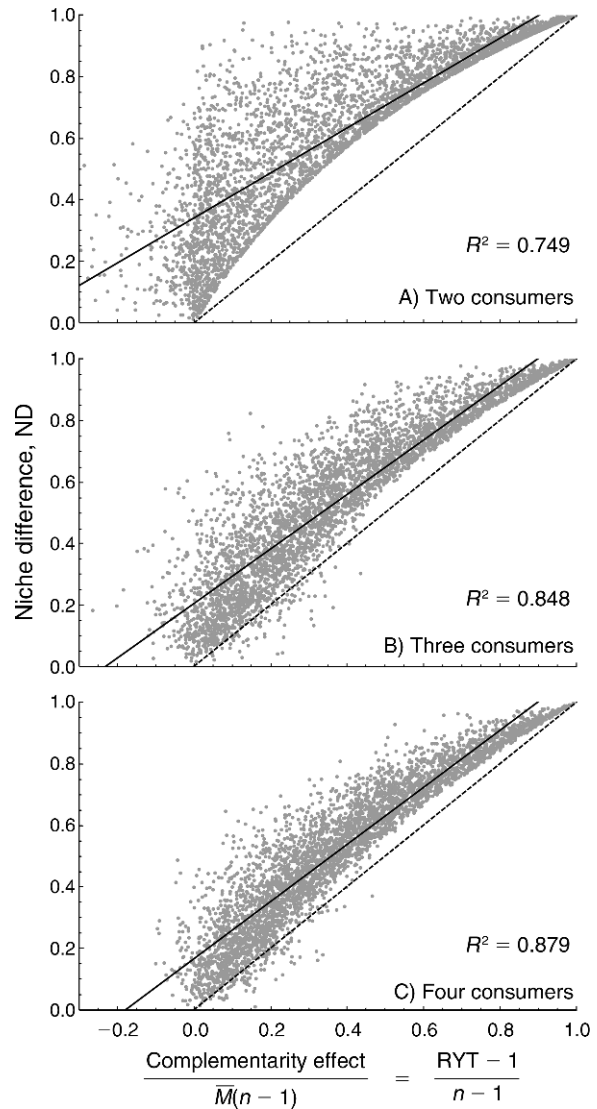 1.0
0.8
0.6
0.4
0.2
0.0
R² = 0.749
A) Two consumers
1.0
0.8
0.6
0.4
0.2
0.0
R² = 0.848
B) Three consumers
Niche difference, ND
1.0
0.8
0.6
0.4
0.2
0.0
R² = 0.879
C) Four consumers
−0.2 0.0 0.2 0.4 0.6 0.8 1.0
Complementarity effect
M̅(n − 1)
=
RYT − 1
n − 1